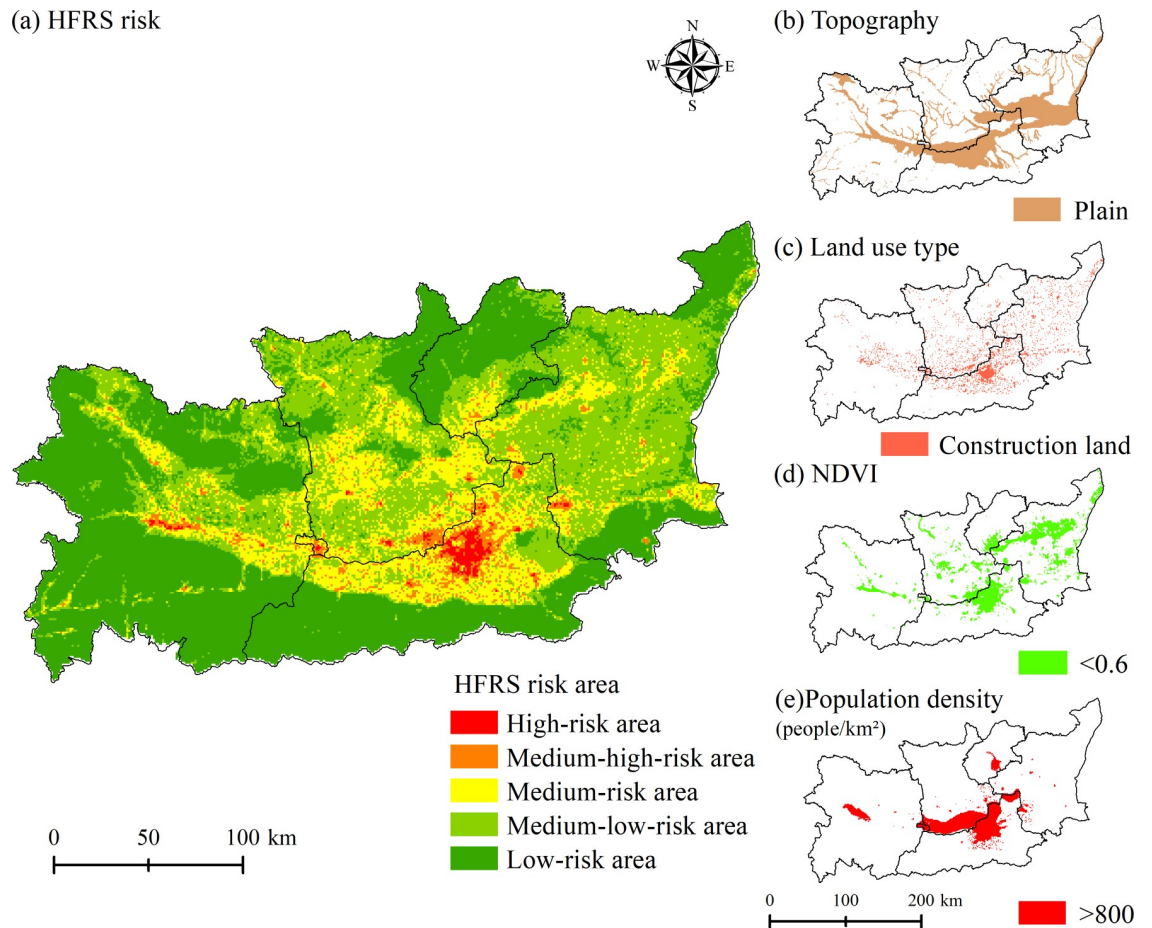 (a) HFRS risk
N
W E
S
HFRS risk area
High-risk area
Medium-high-risk area
Medium-risk area
Medium-low-risk area
Low-risk area
0 50 100 km
(b) Topography
Plain
(c) Land use type
Construction land
(d) NDVI
<0.6
(e)Population density
(people/km²)
>800
0 100 200 km